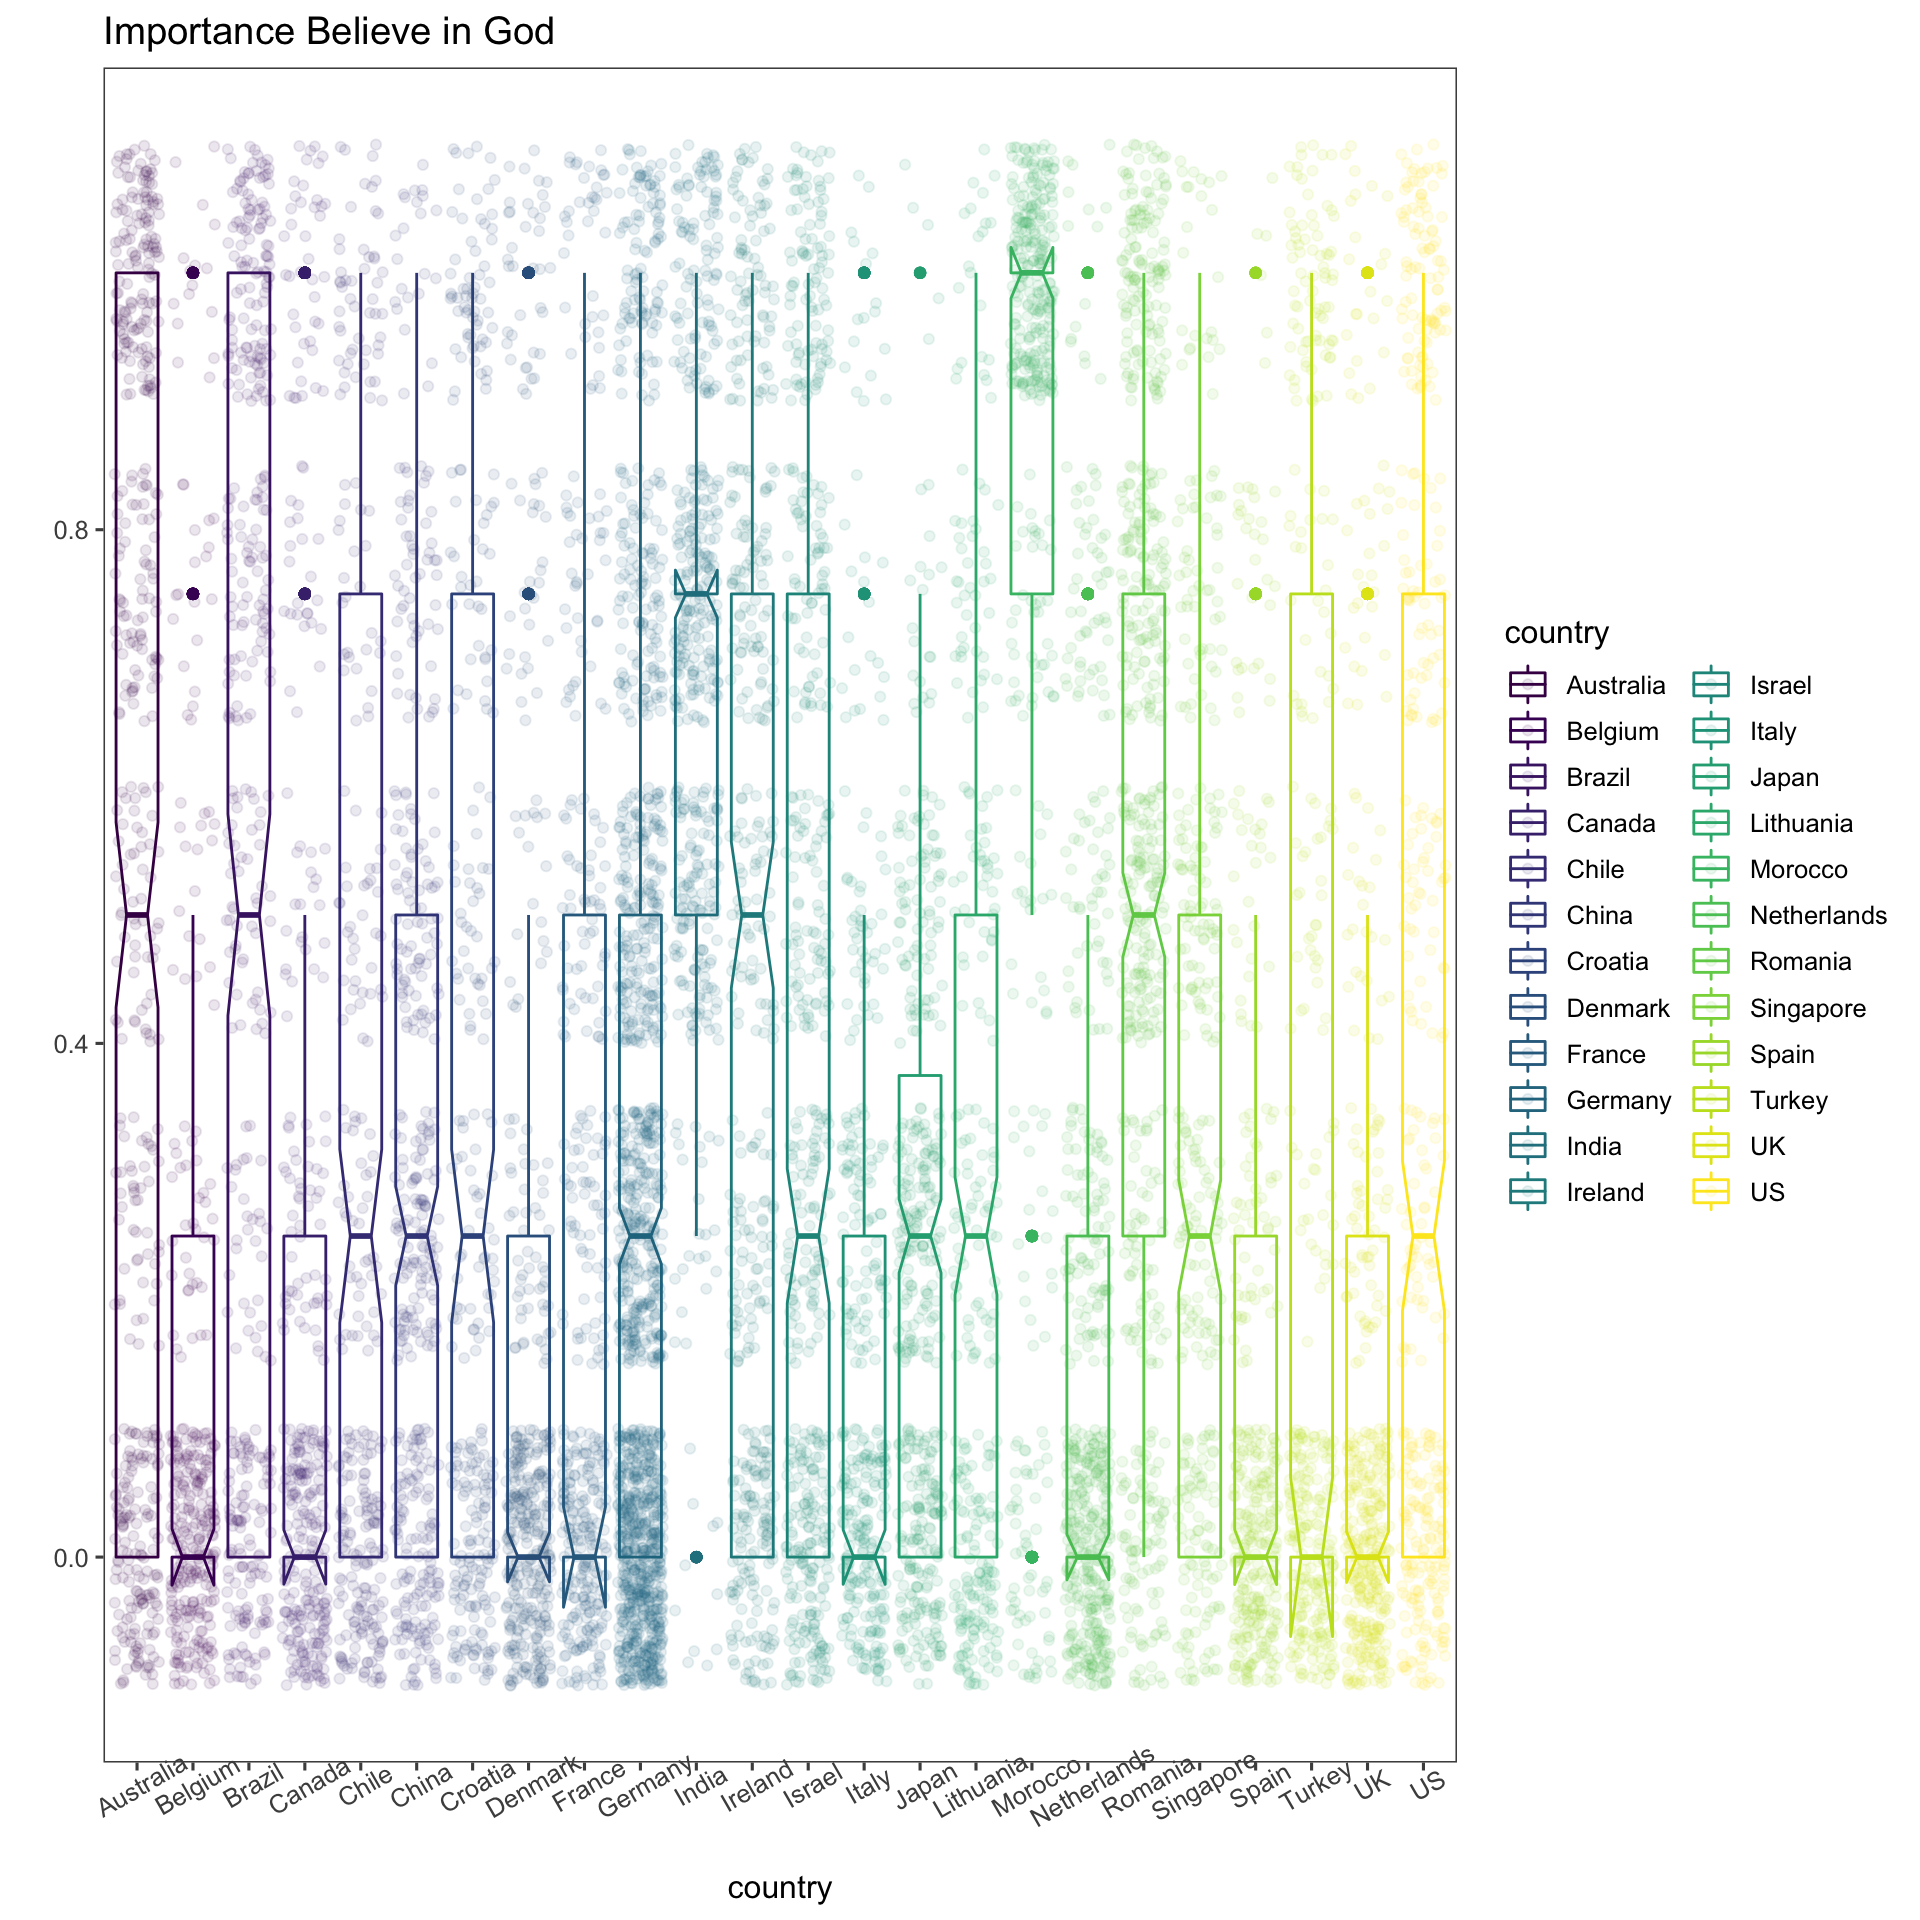 Importance Believe in God
0.8
0.4
0.0
Australia
Belgium
Brazil
Canada
Chile
China
Croatia
Denmark
France
Germany
India
Ireland
Israel
Italy
Japan
Lithuania
Morocco
Netherlands
Romania
Singapore
Spain
Turkey
UK
US
country
country
Australia
Belgium
Brazil
Canada
Chile
China
Croatia
Denmark
France
Germany
India
Ireland
Israel
Italy
Japan
Lithuania
Morocco
Netherlands
Romania
Singapore
Spain
Turkey
UK
US